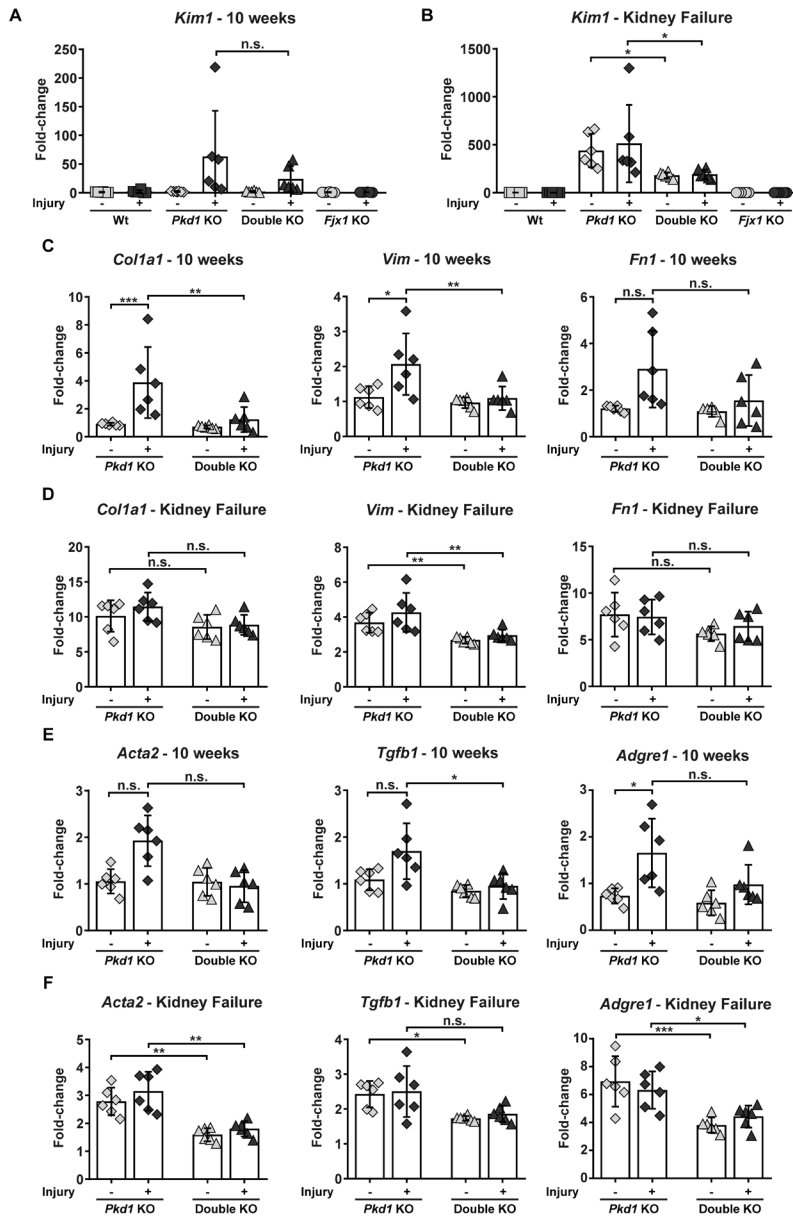 A
Kim1 - 10 weeks
n.s.
Fold-change
250
200
150
100
50
0
Injury
- + - + - + - +
Wt Pkd1 KO Double KO Fjx1 KO
B
Kim1 - Kidney Failure
*
*
Fold-change
1500
1000
500
0
Injury
- + - + - + - +
Wt Pkd1 KO Double KO Fjx1 KO
C
Col1a1 - 10 weeks
*** **
Fold-change
10
8
6
4
2
0
Injury
- + - +
Pkd1 KO Double KO
Vim - 10 weeks
* **
Fold-change
4
3
2
1
0
- + - +
Pkd1 KO Double KO
Fn1 - 10 weeks
n.s. n.s.
Fold-change
6
4
2
0
- + - +
Pkd1 KO Double KO
D
Col1a1 - Kidney Failure
n.s.
n.s.
Fold-change
20
15
10
5
0
Injury
- + - +
Pkd1 KO Double KO
Vim - Kidney Failure
**
**
Fold-change
8
6
4
2
0
- + - +
Pkd1 KO Double KO
Fn1 - Kidney Failure
n.s.
n.s.
Fold-change
15
10
5
0
- + - +
Pkd1 KO Double KO
E
Acta2 - 10 weeks
n.s. n.s.
Fold-change
3
2
1
0
Injury
- + - +
Pkd1 KO Double KO
Tgfb1 - 10 weeks
n.s. *
Fold-change
3
2
1
0
- + - +
Pkd1 KO Double KO
Adgre1 - 10 weeks
* n.s.
Fold-change
3
2
1
0
- + - +
Pkd1 KO Double KO
F
Acta2 - Kidney Failure
**
**
Fold-change
5
4
3
2
1
0
Injury
- + - +
Pkd1 KO Double KO
Tgfb1 - Kidney Failure
n.s.
*
Fold-change
4
3
2
1
0
- + - +
Pkd1 KO Double KO
Adgre1 - Kidney Failure
*
***
Fold-change
10
8
6
4
2
0
- + - +
Pkd1 KO Double KO